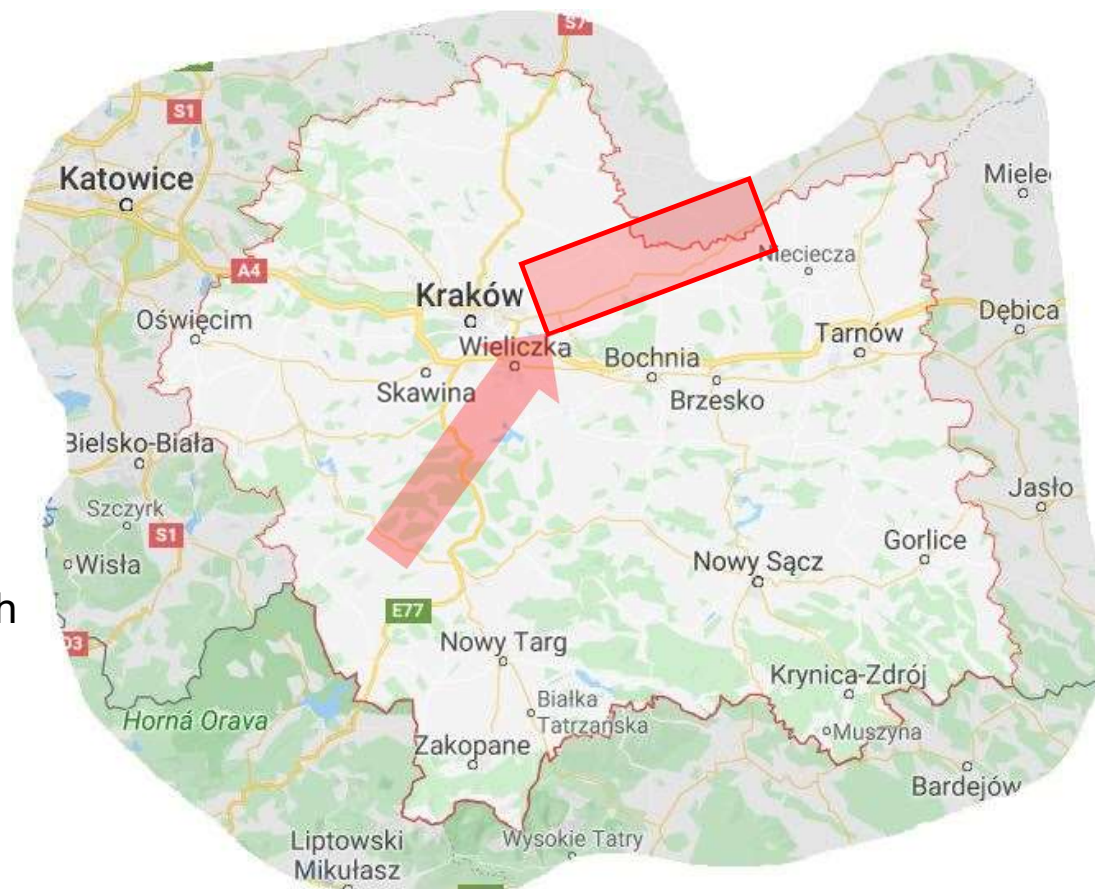 S7
S1
Katowice
Mielec
A4
Nieciecza
Kraków
Oświęcim
Dębica
Tarnów
Wieliczka
Bochnia
Skawina
Brzesko
Bielsko-Biała
Szczyrk
Jasło
S1
Gorlice
Wisła
Nowy Sącz
h
E77
D3
Nowy Targ
Krynica-Zdrój
Białka
Tatrzańska
Horná Orava
Muszyna
Zakopane
Bardejów
Liptowski
Mikułasz
Wysokie Tatry